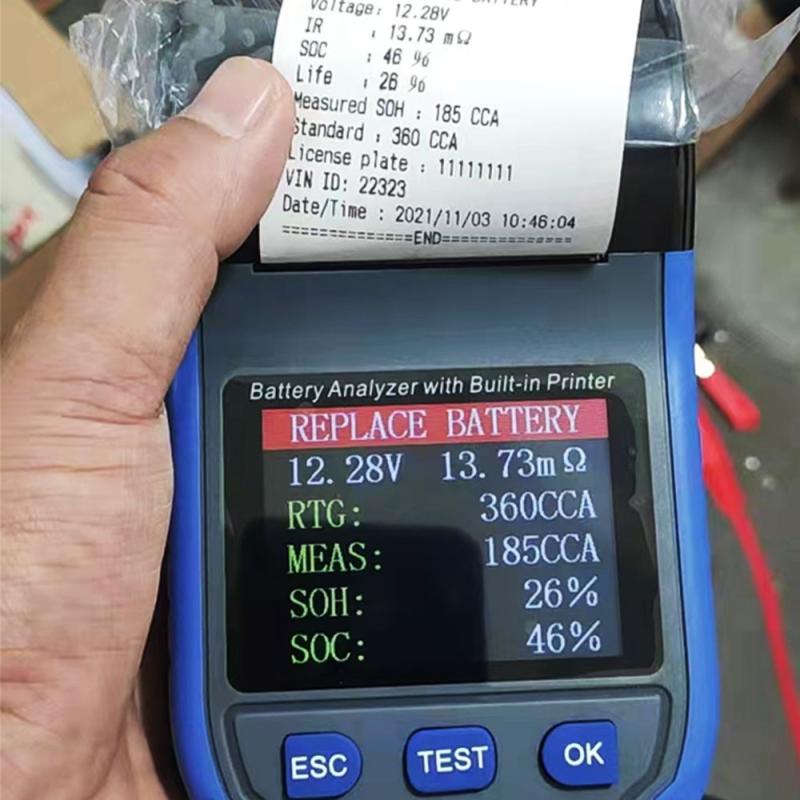 BATTERY
Voltage: 12.28V
IR : 13.73 mΩ
SOC : 46 %
Life : 26 %
Measured SOH : 185 CCA
Standard : 360 CCA
License plate : 11111111
VIN ID: 22323
Date/Time : 2021/11/03 10:46:04
==============END==============
Battery Analyzer with Built-in Printer
REPLACE BATTERY
12.28V 13.73mΩ
RTG: 360CCA
MEAS: 185CCA
SOH: 26%
SOC: 46%
ESC TEST OK